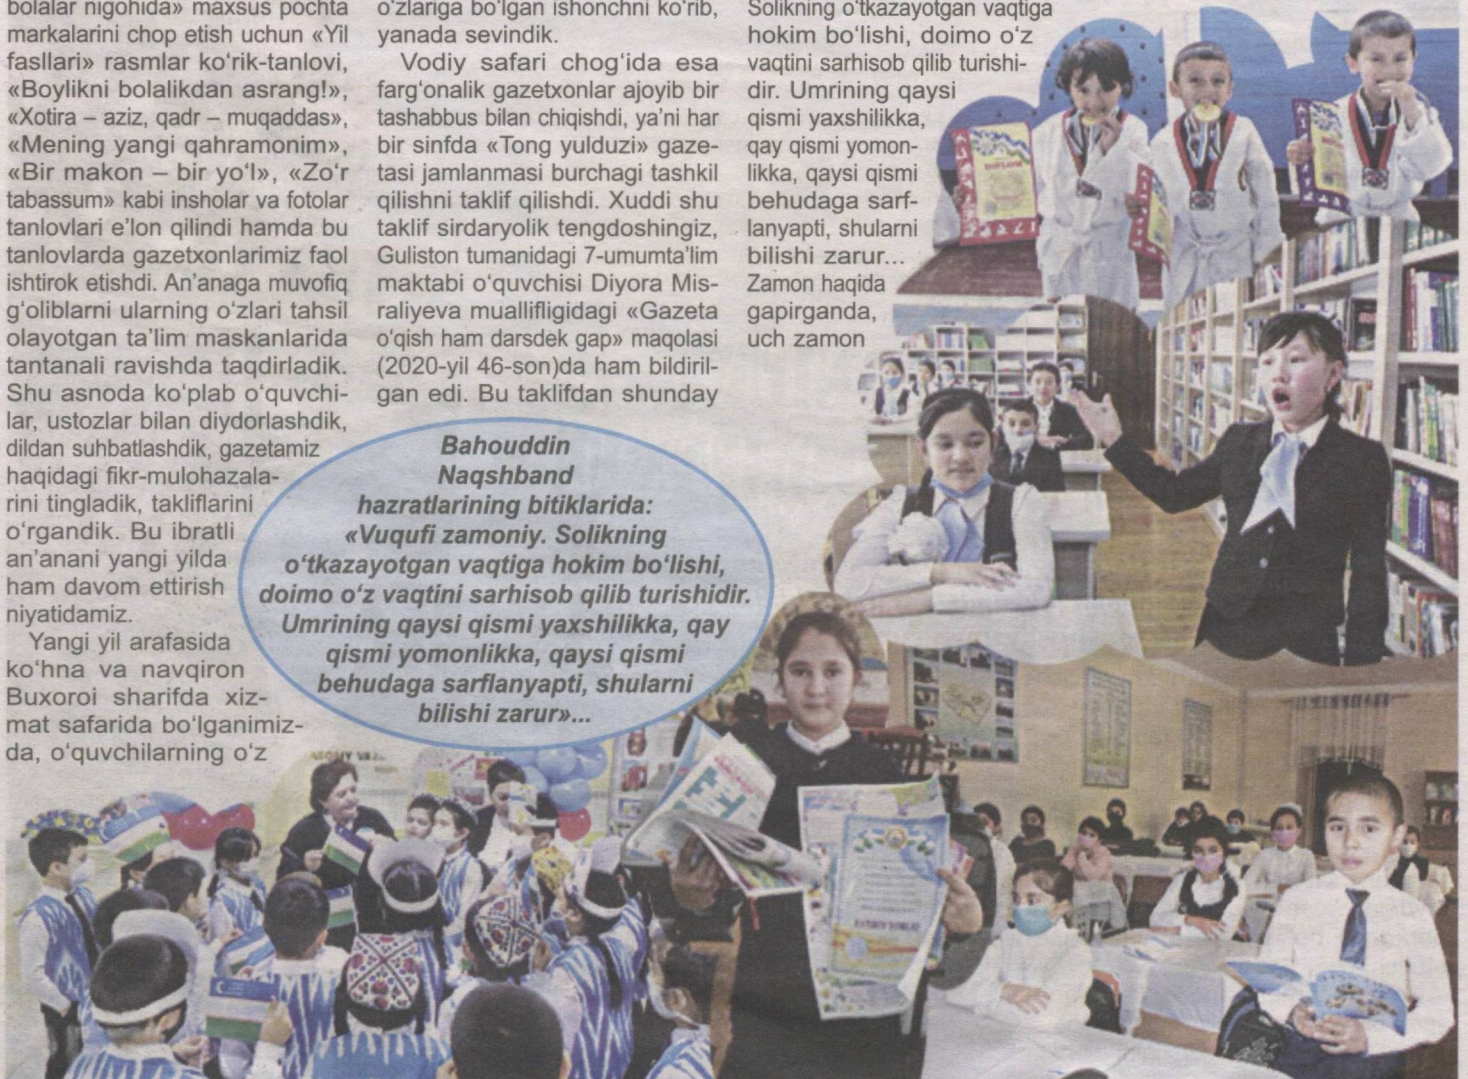 bolalar nigohida» maxsus pochta
markalarini chop etish uchun «Yil
fasllari» rasmlar ko‘rik-tanlovi,
«Boylikni bolalikdan asrang!»,
«Xotira – aziz, qadr – muqaddas»,
«Mening yangi qahramonim»,
«Bir makon – bir yo‘l», «Zo‘r
tabassum» kabi insholar va fotolar
tanlovlari e’lon qilindi hamda bu
tanlovlarda gazetxonlarimiz faol
ishtirok etishdi. An’anaga muvofiq
g‘oliblarni ularning o‘zlari tahsil
olayotgan ta’lim maskanlarida
tantanali ravishda taqdirladik.
Shu asnoda ko‘plab o‘quvchi-
lar, ustozlar bilan diydorlashdik,
dildan suhbatlashdik, gazetamiz
haqidagi fikr-mulohazala-
rini tingladik, takliflarini
o‘rgandik. Bu ibratli
an’anani yangi yilda
ham davom ettirish
niyatidamiz.
Yangi yil arafasida
ko‘hna va navqiron
Buxoroi sharifda xiz-
mat safarida bo‘lganimiz-
da, o‘quvchilarning o‘z
o‘zlariga bo‘lgan ishonchni ko‘rib,
yanada sevindik.
Vodiy safari chog‘ida esa
farg‘onalik gazetxonlar ajoyib bir
tashabbus bilan chiqishdi, ya’ni har
bir sinfda «Tong yulduzi» gaze-
tasi jamlanmasi burchagi tashkil
qilishni taklif qilishdi. Xuddi shu
taklif sirdaryolik tengdoshingiz,
Guliston tumanidagi 7-umumta’lim
maktabi o‘quvchisi Diyora Mis-
raliyeva muallifligidagi «Gazeta
o‘qish ham darsdek gap» maqolasi
(2020-yil 46-son)da ham bildiril-
gan edi. Bu taklifdan shunday
Solikning o‘tkazayotgan vaqtiga
hokim bo‘lishi, doimo o‘z
vaqtini sarhisob qilib turishi-
dir. Umrining qaysi
qismi yaxshilikka,
qay qismi yomon-
likka, qaysi qismi
behudaga sarf-
lanyapti, shularni
bilishi zarur...
Zamon haqida
gapirganda,
uch zamon
Bahouddin
Naqshband
hazratlarining bitiklarida:
«Vuqufi zamoniy. Solikning
o‘tkazayotgan vaqtiga hokim bo‘lishi,
doimo o‘z vaqtini sarhisob qilib turishidir.
Umrining qaysi qismi yaxshilikka, qay
qismi yomonlikka, qaysi qismi
behudaga sarflanyapti, shularni
bilishi zarur»...
DIPLOM